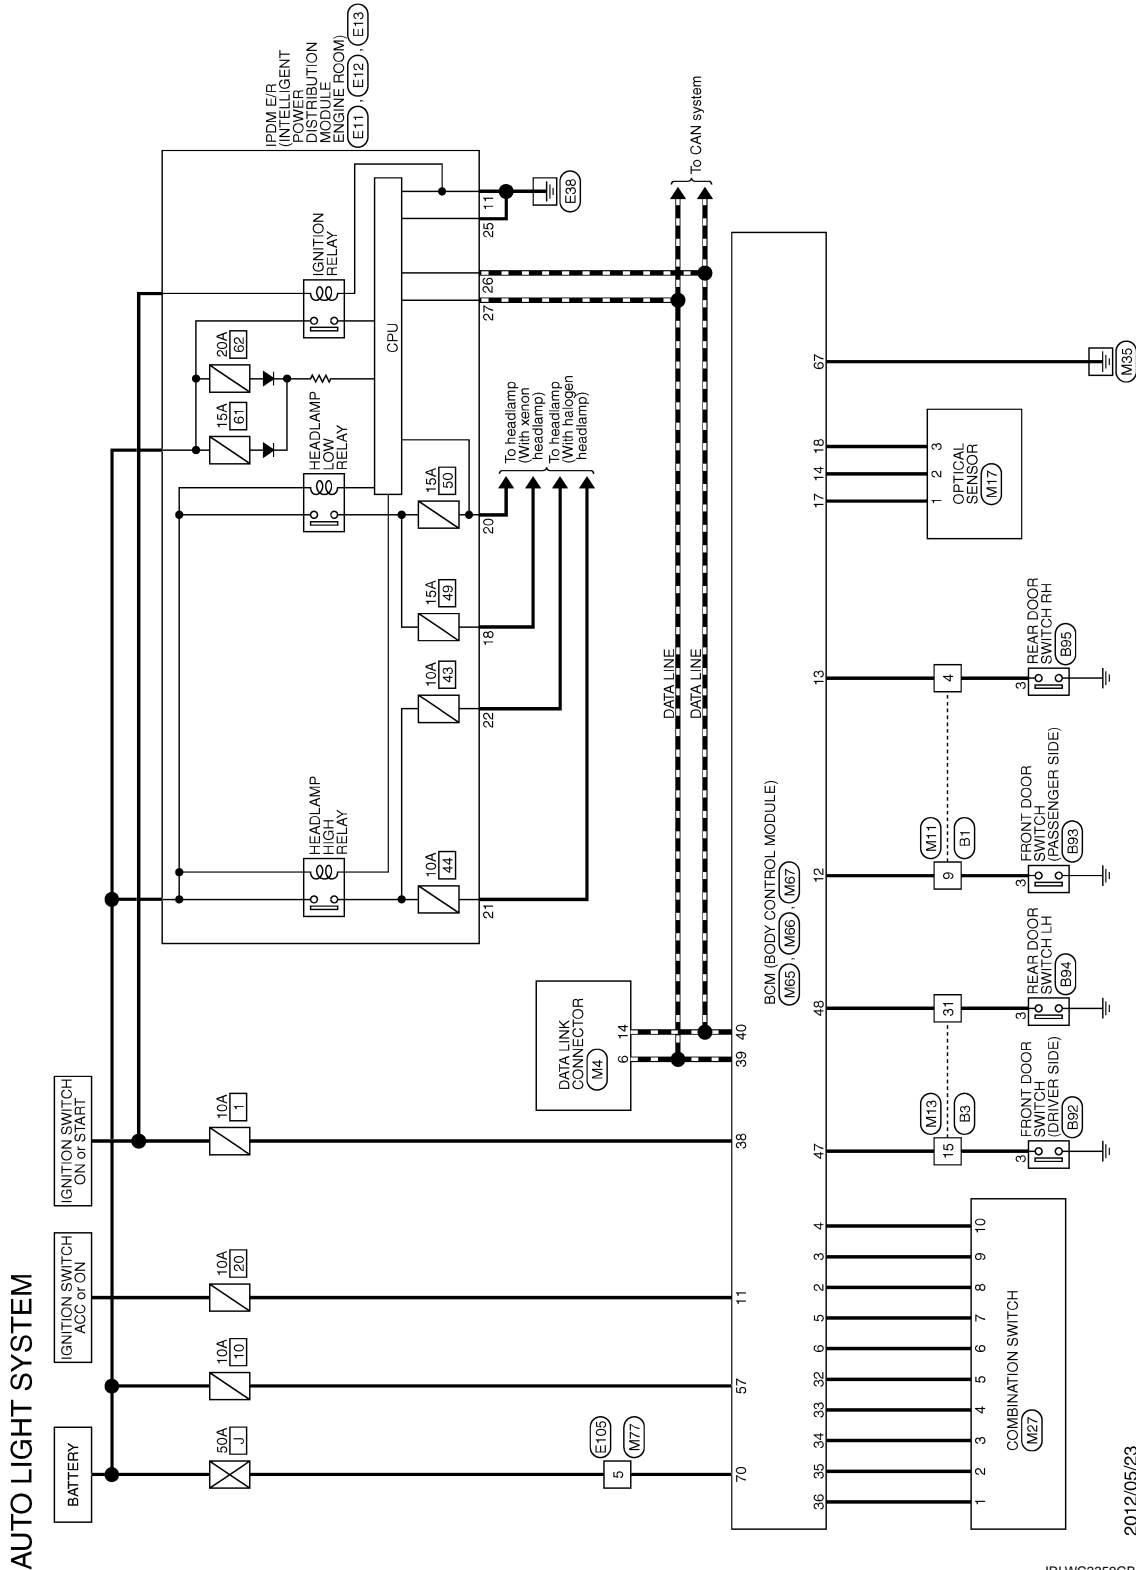 AUTO LIGHT SYSTEM
BATTERY
IGNITION SWITCH
ACC or ON
IGNITION SWITCH
ON or START
50A
J
10A
10
10A
20
10A
1
E105
M77
5
70
57
11
38
DATA LINK
CONNECTOR
M4
6
14
39
40
DATA LINE
DATA LINE
To CAN system
IPDM E/R
(INTELLIGENT
POWER
DISTRIBUTION
MODULE
ENGINE ROOM)
E11 , E12 , E13
HEADLAMP
HIGH
RELAY
HEADLAMP
LOW
RELAY
IGNITION
RELAY
15A
61
20A
62
CPU
10A
44
10A
43
15A
49
15A
50
21
22
18
20
27
26
25
11
E38
To headlamp
(With xenon
headlamp)
To headlamp
(With halogen
headlamp)
BCM (BODY CONTROL MODULE)
M65 , M66 , M67
36
35
34
33
32
6
5
2
3
4
47
48
12
13
17
14
18
67
1
2
3
4
5
6
7
8
9
10
COMBINATION SWITCH
M27
M13
B3
15
31
M11
B1
9
4
3
FRONT DOOR
SWITCH
(DRIVER SIDE)
B92
3
REAR DOOR
SWITCH LH
B94
3
FRONT DOOR
SWITCH
(PASSENGER SIDE)
B93
3
REAR DOOR
SWITCH RH
B95
1
2
3
OPTICAL
SENSOR
M17
M35
2012/05/23